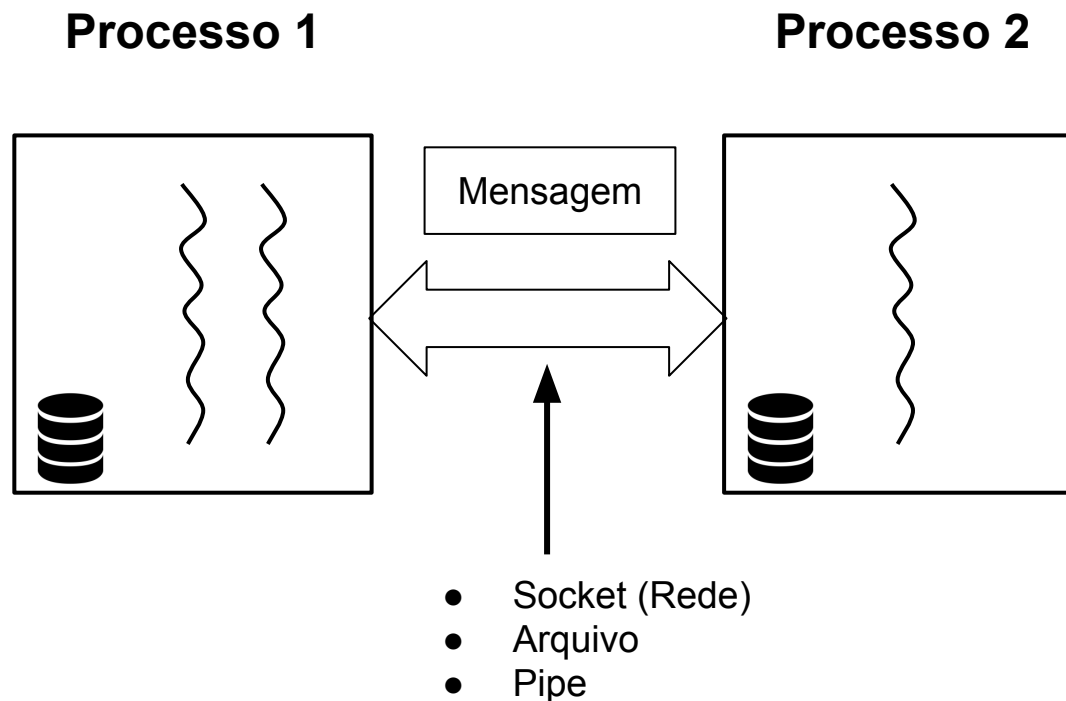 Processo 1
Processo 2
Mensagem
● Socket (Rede)
● Arquivo
● Pipe